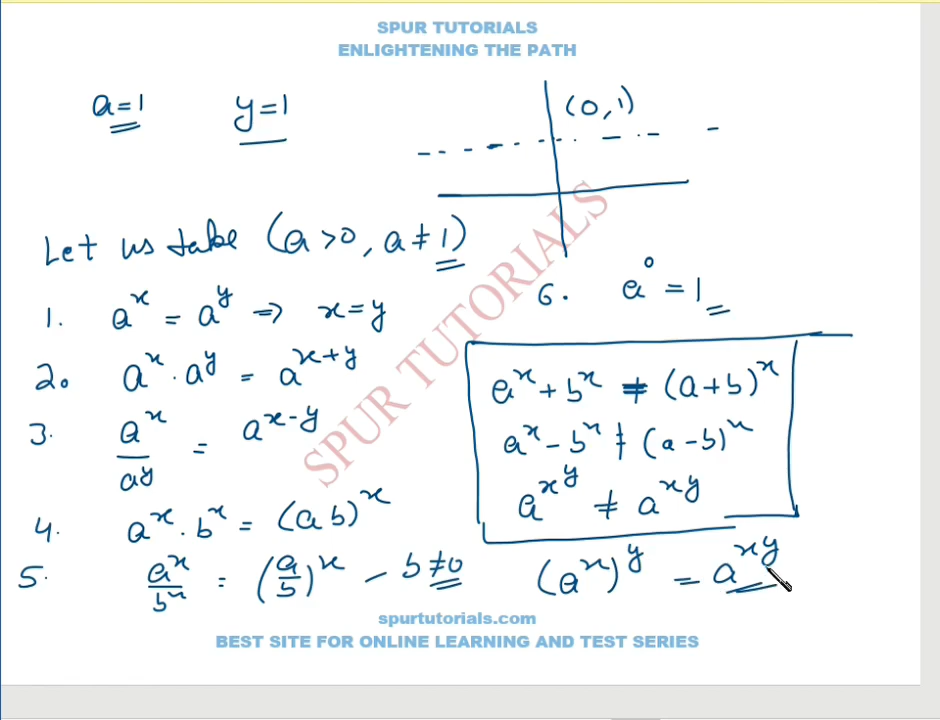 SPUR TUTORIALS
ENLIGHTENING THE PATH
a=1 y=1 (0,1)
Let us take (a>0, a≠1)
1. a^x = a^y ⇒ x=y
2. a^x · a^y = a^(x+y)
3. a^x / a^y = a^(x-y)
4. a^x · b^x = (ab)^x
5. a^x / b^x = (a/b)^x - b≠0
6. a^0 = 1
a^x + b^x ≠ (a+b)^x
a^x - b^x ≠ (a-b)^x
a^x^y ≠ a^xy
(a^x)^y = a^xy
SPUR TUTORIALS
spurtutorials.com
BEST SITE FOR ONLINE LEARNING AND TEST SERIES